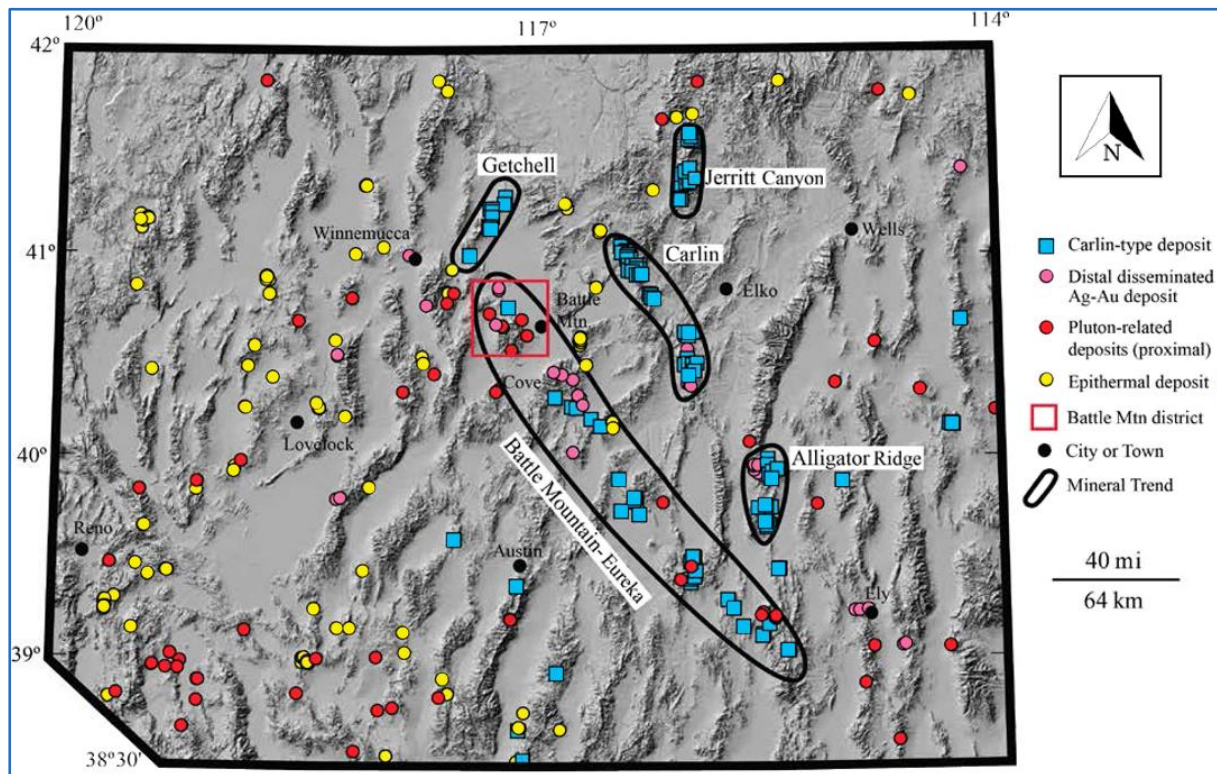 120º
117º
114º
42º
Getchell
Jerritt Canyon
Winnemucca
Wells
41º
Carlin
Elko
Battle
Mtn
Cove
Lovelock
40º
Alligator Ridge
Battle Mountain- Eureka
Reno
Austin
Ely
39º
38º30'
N
Carlin-type deposit
Distal disseminated
Ag-Au deposit
Pluton-related
deposits (proximal)
Epithermal deposit
Battle Mtn district
City or Town
Mineral Trend
40 mi
64 km